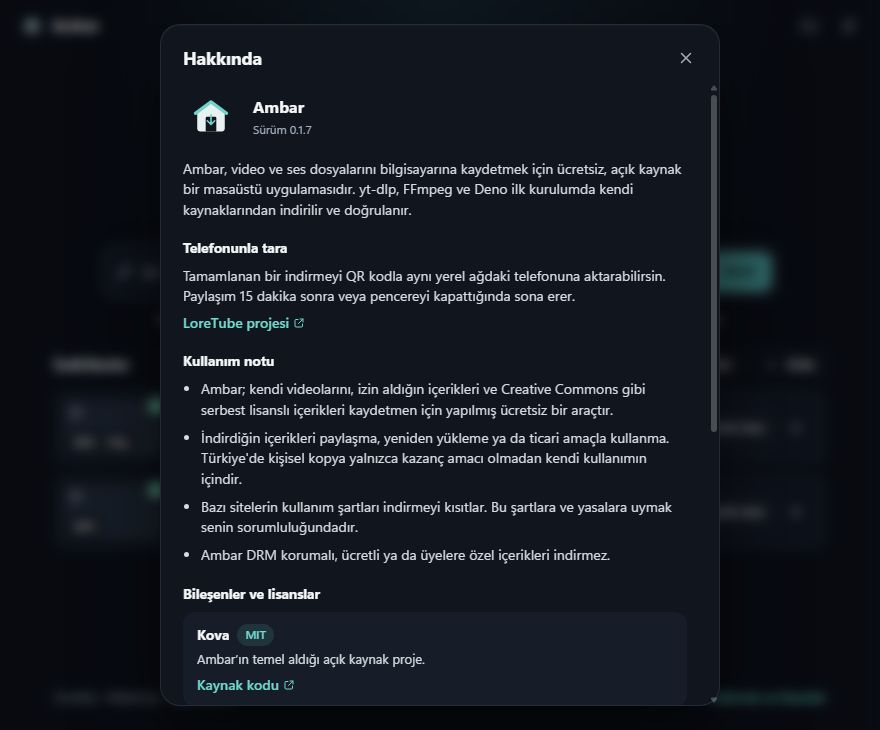 Hakkında
Ambar
Sürüm 0.1.7
Ambar, video ve ses dosyalarını bilgisayarına kaydetmek için ücretsiz, açık kaynak
bir masaüstü uygulamasıdır. yt-dlp, FFmpeg ve Deno ilk kurulumda kendi
kaynaklarından indirilir ve doğrulanır.
Telefonunla tara
Tamamlanan bir indirmeyi QR kodla aynı yerel ağdaki telefonuna aktarabilirsin.
Paylaşım 15 dakika sonra veya pencereyi kapattığında sona erer.
LoreTube projesi
Kullanım notu
Ambar; kendi videolarını, izin aldığın içerikleri ve Creative Commons gibi
serbest lisanslı içerikleri kaydetmen için yapılmış ücretsiz bir araçtır.
İndirdiğin içerikleri paylaşma, yeniden yükleme ya da ticari amaçla kullanma.
Türkiye'de kişisel kopya yalnızca kazanç amacı olmadan kendi kullanımın
içindir.
Bazı sitelerin kullanım şartları indirmeyi kısıtlar. Bu şartlara ve yasalara uymak
senin sorumluluğundadır.
Ambar DRM korumalı, ücretli ya da üyelere özel içerikleri indirmez.
Bileşenler ve lisanslar
Kova MIT
Ambar'ın temel aldığı açık kaynak proje.
Kaynak kodu